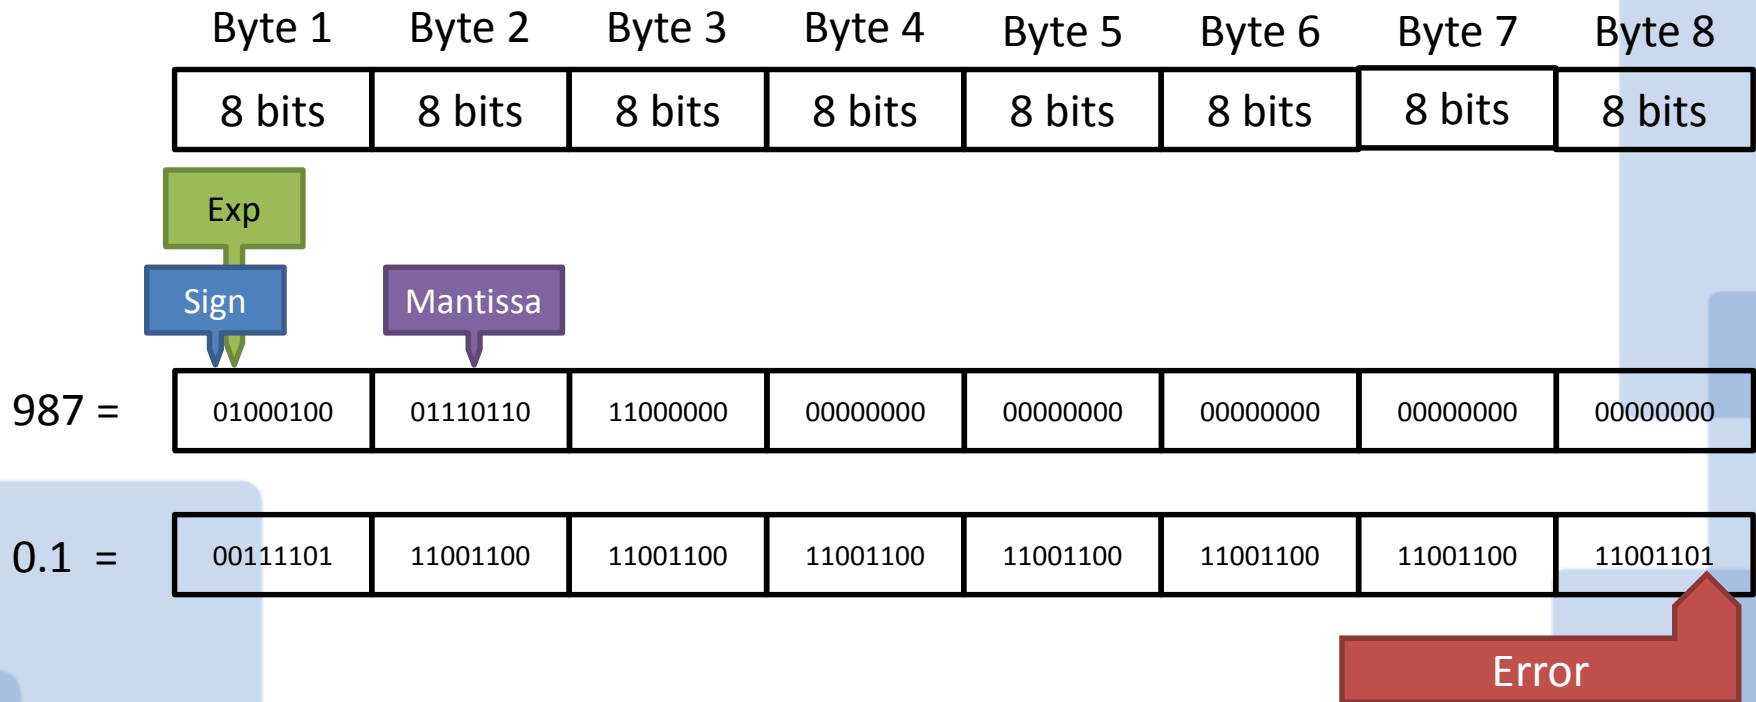 Byte 1 Byte 2 Byte 3 Byte 4 Byte 5 Byte 6 Byte 7 Byte 8
8 bits 8 bits 8 bits 8 bits 8 bits 8 bits 8 bits 8 bits
Exp
Sign Mantissa
987 = 01000100 01110110 11000000 00000000 00000000 00000000 00000000 00000000
0.1 = 00111101 11001100 11001100 11001100 11001100 11001100 11001100 11001101
Error